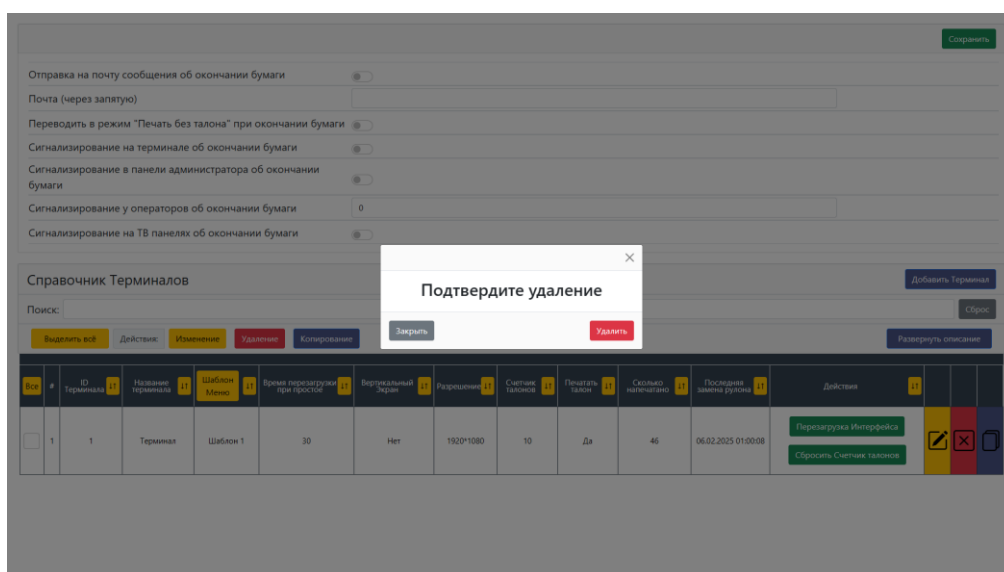 Сохранить
Отправка на почту сообщения об окончании бумаги
Почта (через запятую)
Переводить в режим "Печать без талона" при окончании бумаги
Сигнализирование на терминале об окончании бумаги
Сигнализирование в панели администратора об окончании
бумаги
Сигнализирование у операторов об окончании бумаги 0
Сигнализирование на ТВ панелях об окончании бумаги
×
Подтвердите удаление
Закрыть Удалить
Справочник Терминалов Добавить Терминал
Поиск: Сброс
Выделить всё Действия: Изменение Удаление Копирование Развернуть описание
Все # ID Терминала Название терминала Шаблон Меню Время перезагрузки при простое Вертикальный Экран Разрешение Счетчик талонов Печатать талон Сколько напечатано Последняя замена рулона Действия
1 1 Терминал Шаблон 1 30 Нет 1920*1080 10 Да 46 06.02.2025 01:00:08 Перезагрузка Интерфейса
Сбросить Счетчик талонов